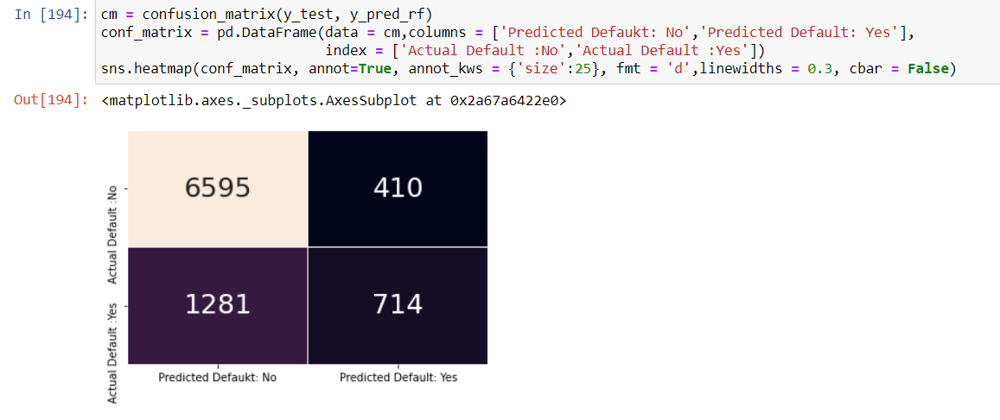 In [194]: cm = confusion_matrix(y_test, y_pred_rf)
conf_matrix = pd.DataFrame(data = cm,columns = ['Predicted Defaukt: No','Predicted Default: Yes'],
index = ['Actual Default :No','Actual Default :Yes'])
sns.heatmap(conf_matrix, annot=True, annot_kws = {'size':25}, fmt = 'd',linewidths = 0.3, cbar = False)
Out[194]: <matplotlib.axes._subplots.AxesSubplot at 0x2a67a6422e0>
Actual Default :No
6595 410
Actual Default :Yes
1281 714
Predicted Defaukt: No Predicted Default: Yes